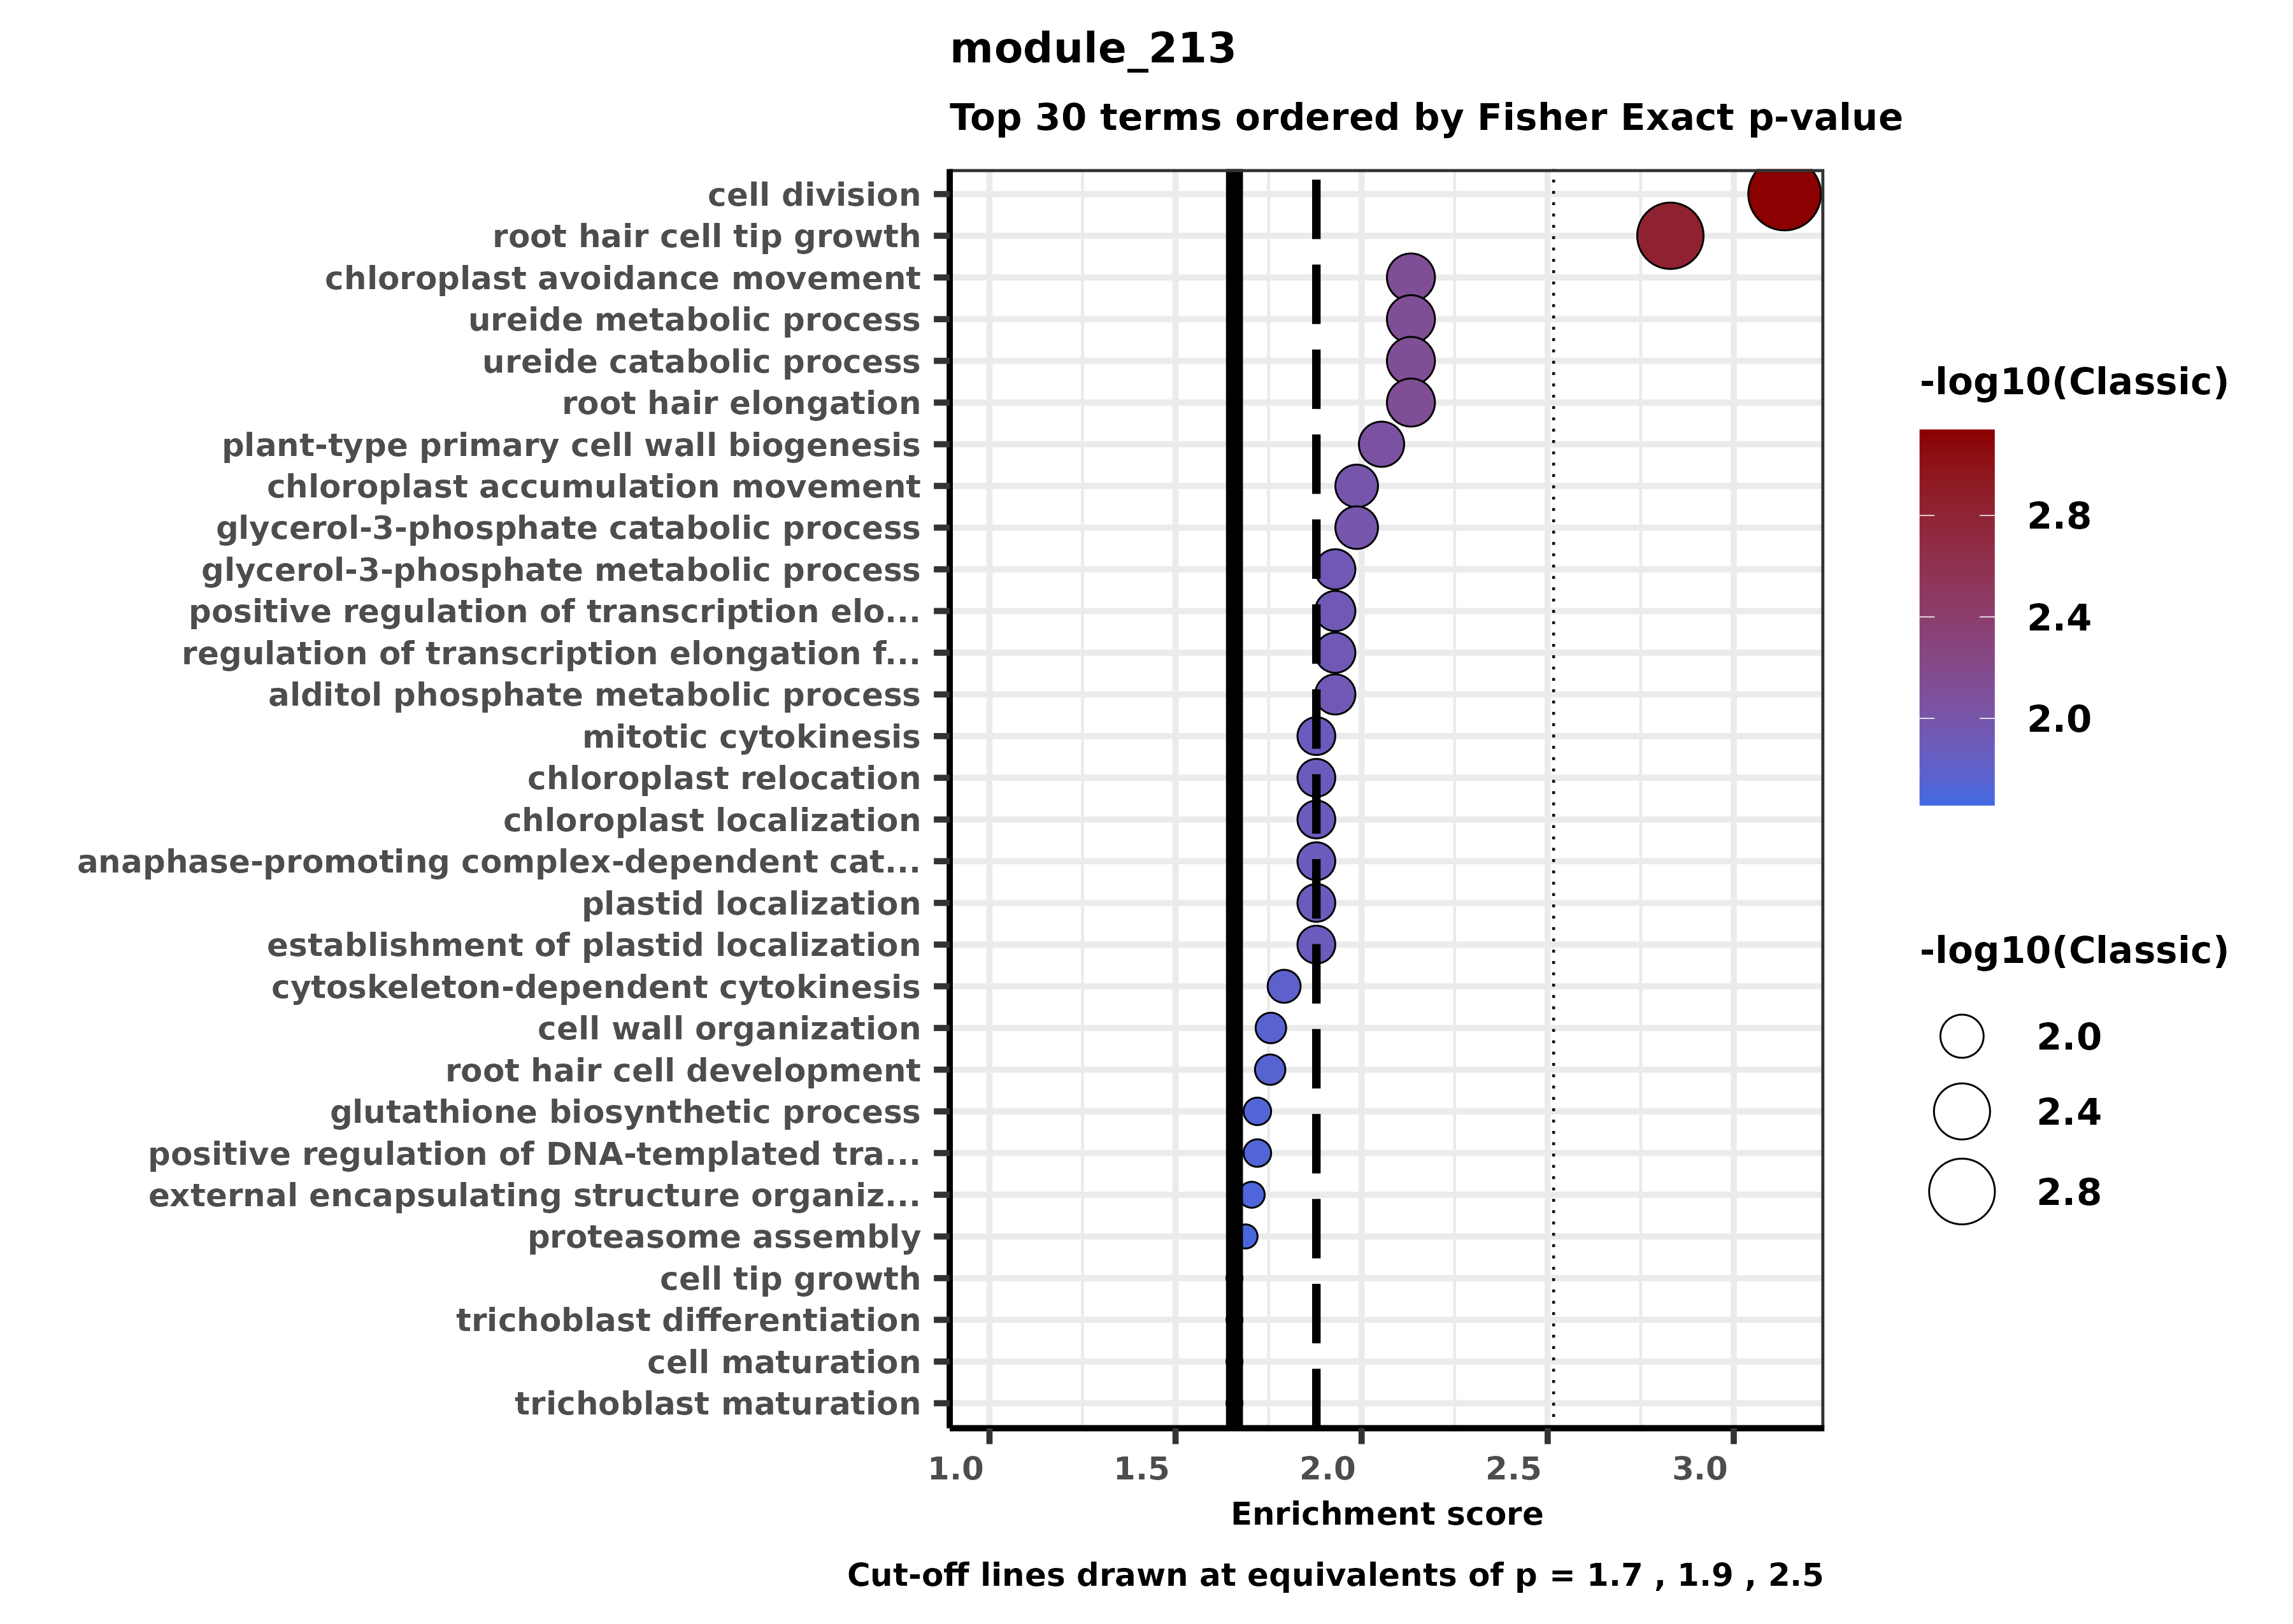 module_213
Top 30 terms ordered by Fisher Exact p-value
cell division
root hair cell tip growth
chloroplast avoidance movement
ureide metabolic process
ureide catabolic process
root hair elongation
plant-type primary cell wall biogenesis
chloroplast accumulation movement
glycerol-3-phosphate catabolic process
glycerol-3-phosphate metabolic process
positive regulation of transcription elo...
regulation of transcription elongation f...
alditol phosphate metabolic process
mitotic cytokinesis
chloroplast relocation
chloroplast localization
anaphase-promoting complex-dependent cat...
plastid localization
establishment of plastid localization
cytoskeleton-dependent cytokinesis
cell wall organization
root hair cell development
glutathione biosynthetic process
positive regulation of DNA-templated tra...
external encapsulating structure organiz...
proteasome assembly
cell tip growth
trichoblast differentiation
cell maturation
trichoblast maturation
1.0 1.5 2.0 2.5 3.0
Enrichment score
Cut-off lines drawn at equivalents of p = 1.7 , 1.9 , 2.5
-log10(Classic)
2.8
2.4
2.0
-log10(Classic)
2.0
2.4
2.8